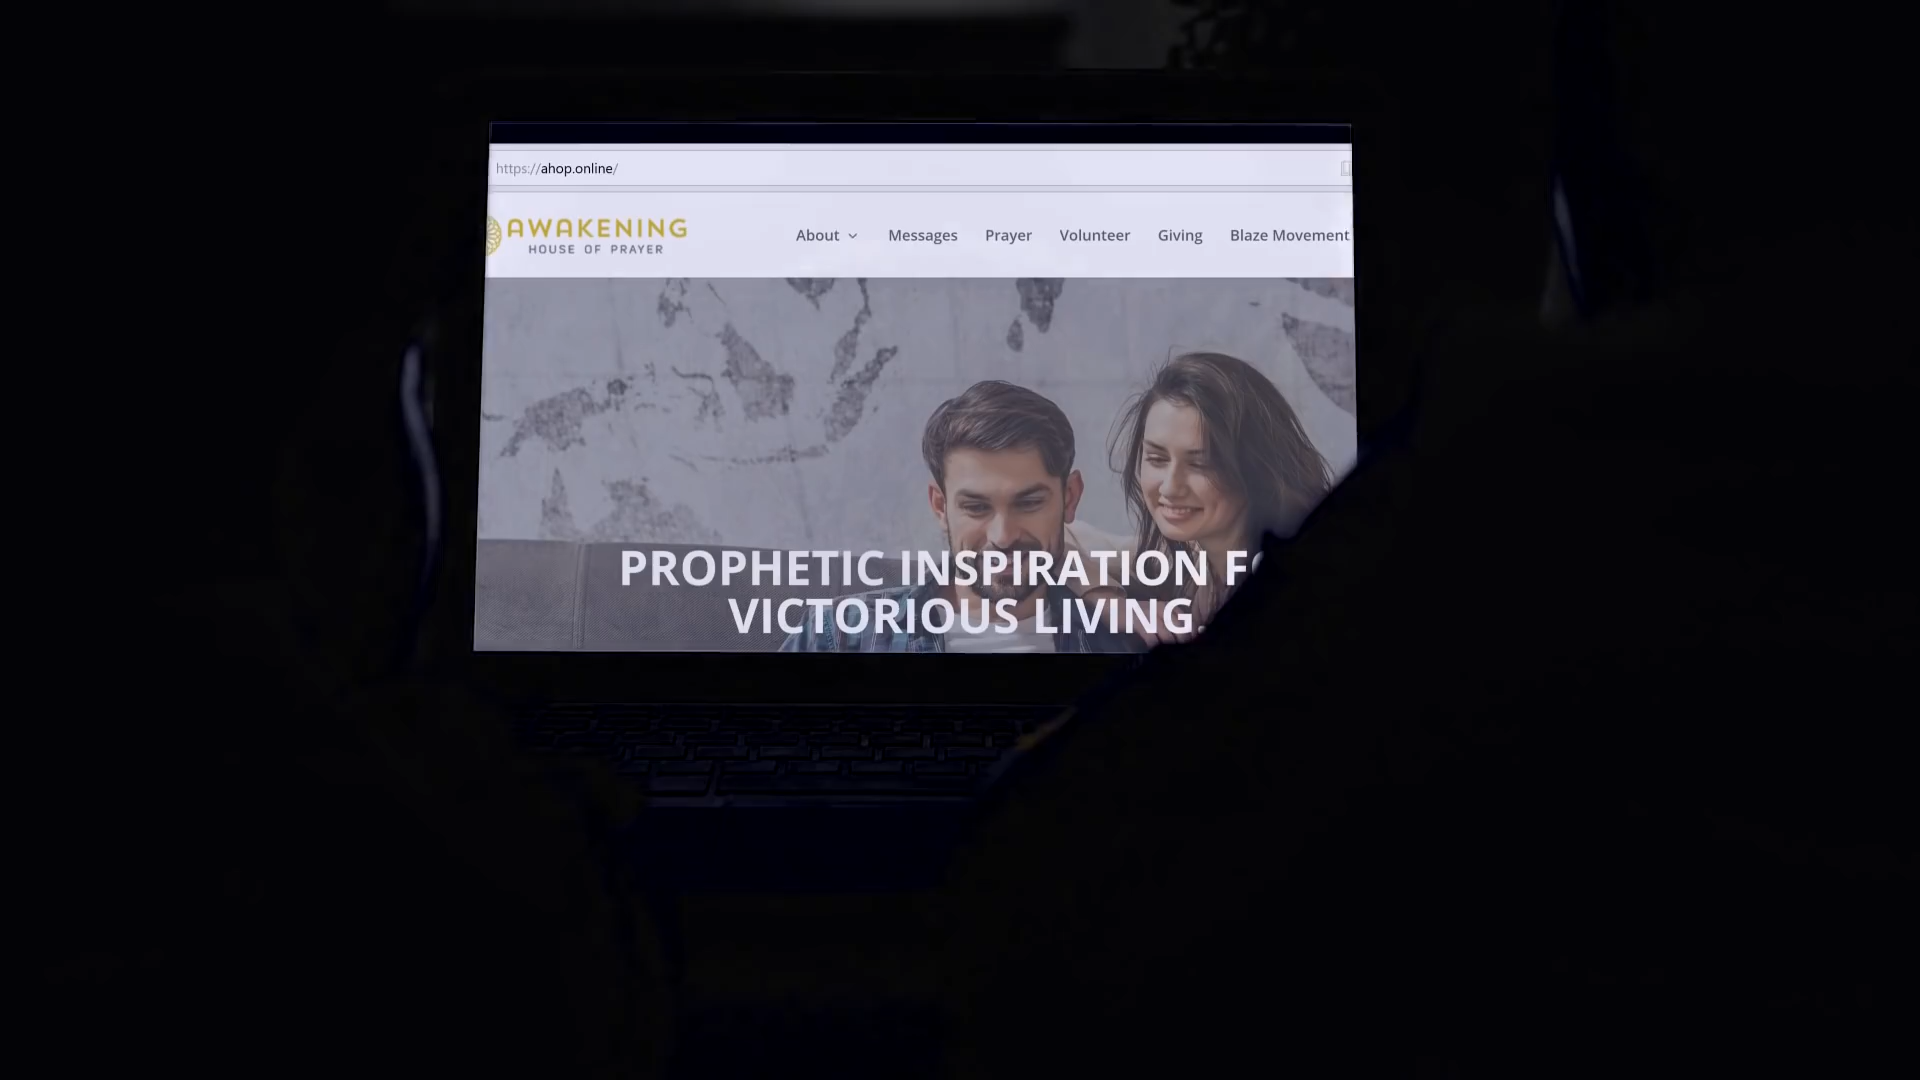 https://ahop.online/
AWAKENING
HOUSE OF PRAYER
About
Messages
Prayer
Volunteer
Giving
Blaze Movement
PROPHETIC INSPIRATION
VICTORIOUS LIVING